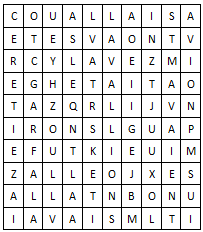 C O U A L L A I S A
E T E S V A O N T V
R C Y L A V E Z M I
E G H E T A I T A O
T A Z Q R L I J V N
I R O N S L G U A P
E F U T K I E U I M
Z A L L E O J X E S
A L L A T N B O N U
I A V A I S M L T I